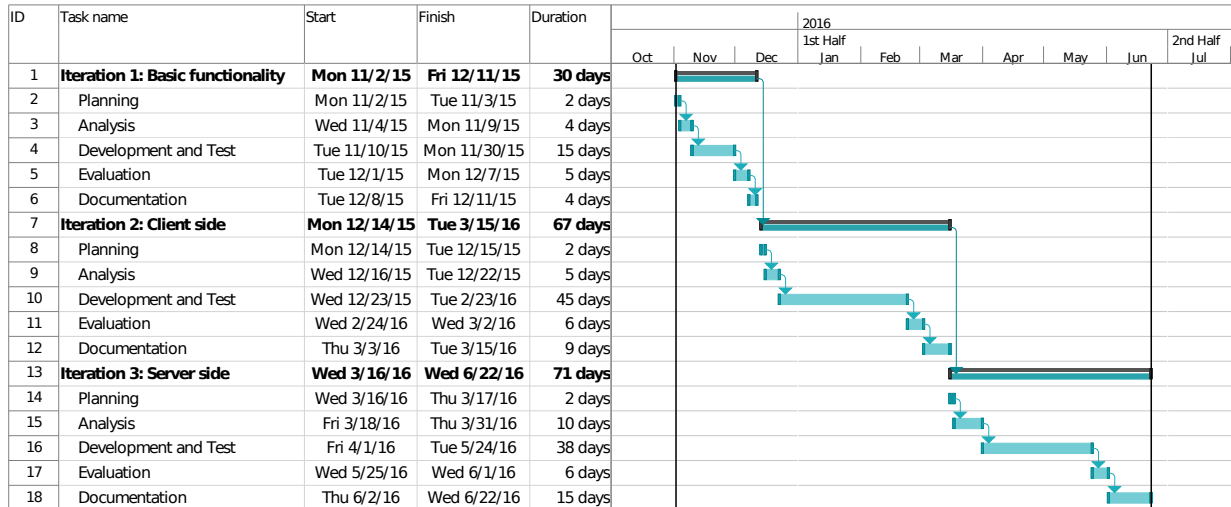 ID Task name Start Finish Duration
2016
1st Half 2nd Half
Oct Nov Dec Jan Feb Mar Apr May Jun Jul
1 Iteration 1: Basic functionality Mon 11/2/15 Fri 12/11/15 30 days
2 Planning Mon 11/2/15 Tue 11/3/15 2 days
3 Analysis Wed 11/4/15 Mon 11/9/15 4 days
4 Development and Test Tue 11/10/15 Mon 11/30/15 15 days
5 Evaluation Tue 12/1/15 Mon 12/7/15 5 days
6 Documentation Tue 12/8/15 Fri 12/11/15 4 days
7 Iteration 2: Client side Mon 12/14/15 Tue 3/15/16 67 days
8 Planning Mon 12/14/15 Tue 12/15/15 2 days
9 Analysis Wed 12/16/15 Tue 12/22/15 5 days
10 Development and Test Wed 12/23/15 Tue 2/23/16 45 days
11 Evaluation Wed 2/24/16 Wed 3/2/16 6 days
12 Documentation Thu 3/3/16 Tue 3/15/16 9 days
13 Iteration 3: Server side Wed 3/16/16 Wed 6/22/16 71 days
14 Planning Wed 3/16/16 Thu 3/17/16 2 days
15 Analysis Fri 3/18/16 Thu 3/31/16 10 days
16 Development and Test Fri 4/1/16 Tue 5/24/16 38 days
17 Evaluation Wed 5/25/16 Wed 6/1/16 6 days
18 Documentation Thu 6/2/16 Wed 6/22/16 15 days